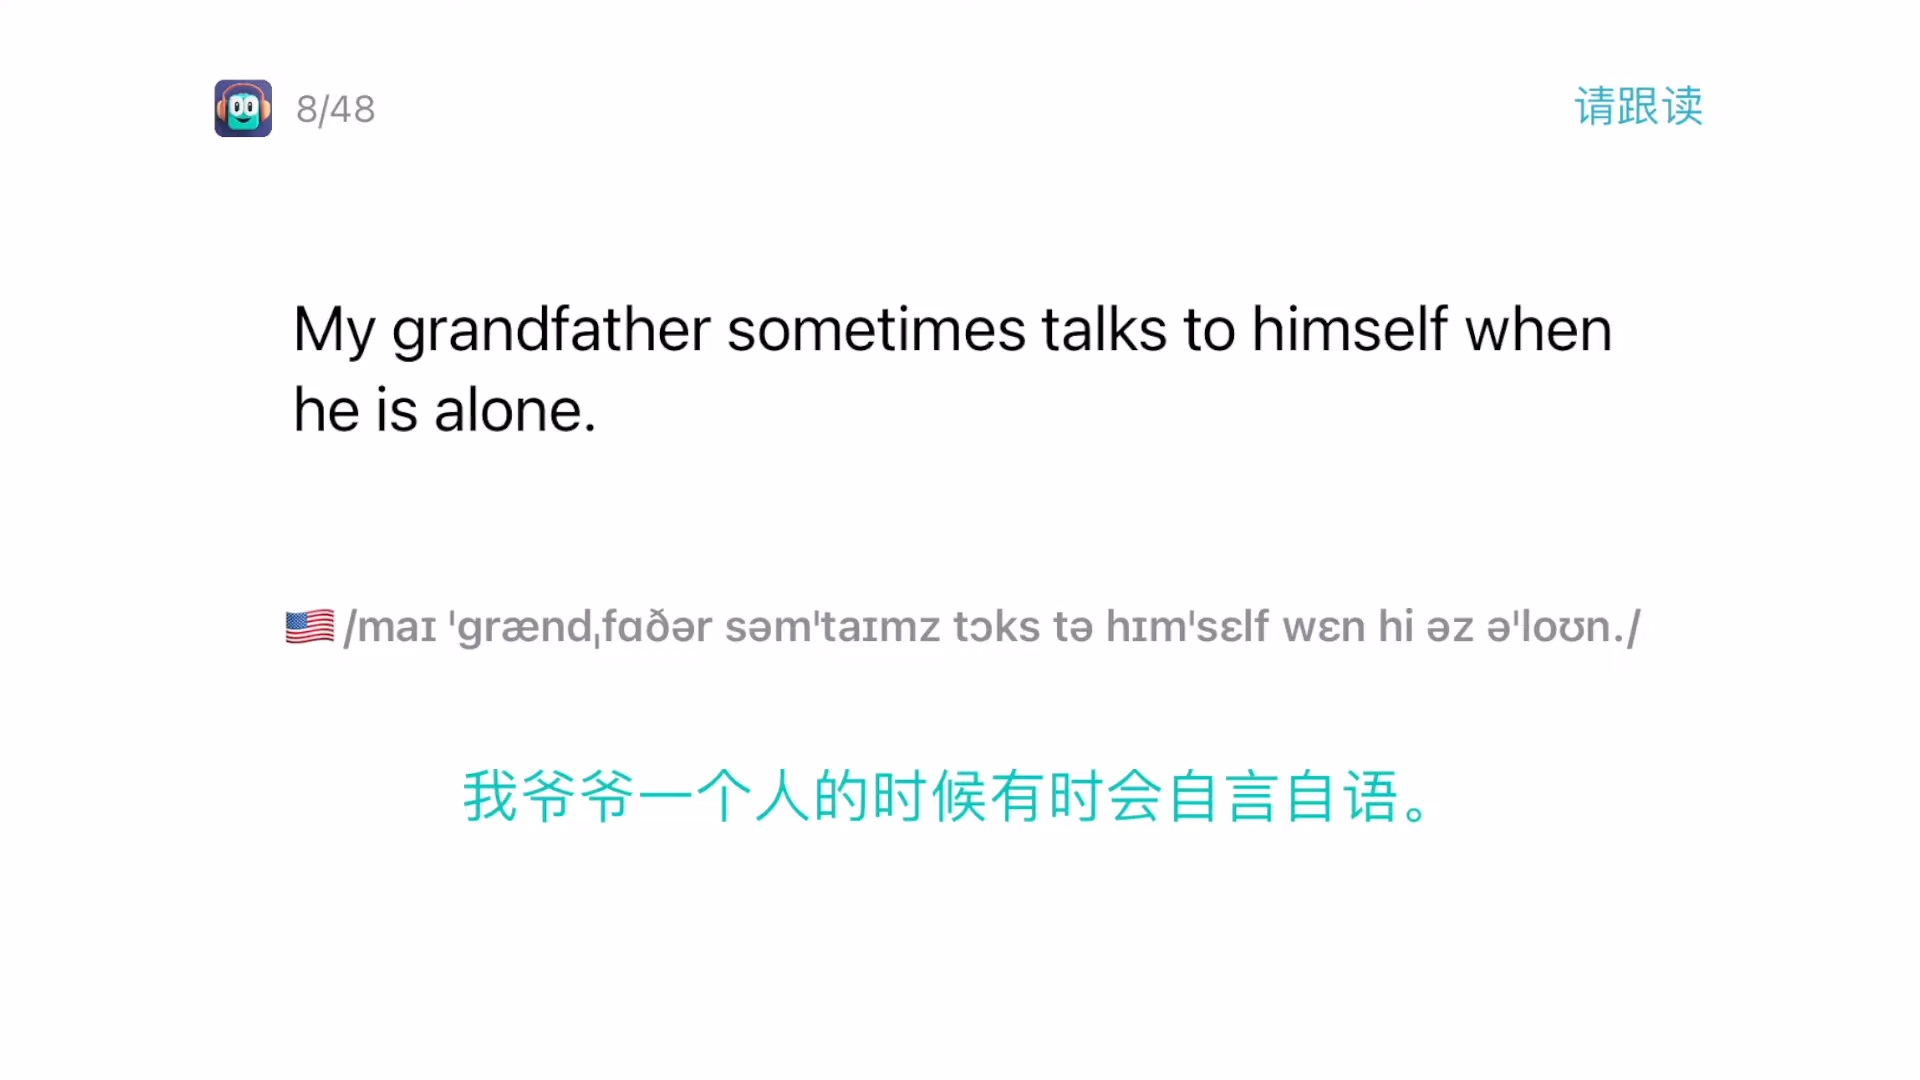 8/48
请跟读
My grandfather sometimes talks to himself when
he is alone.
/maɪ ˈɡrændˌfɑðər səmˈtaɪmz tɔks tə hɪmˈsɛlf wɛn hi əz əˈloʊn./
我爷爷一个人的时候有时会自言自语。